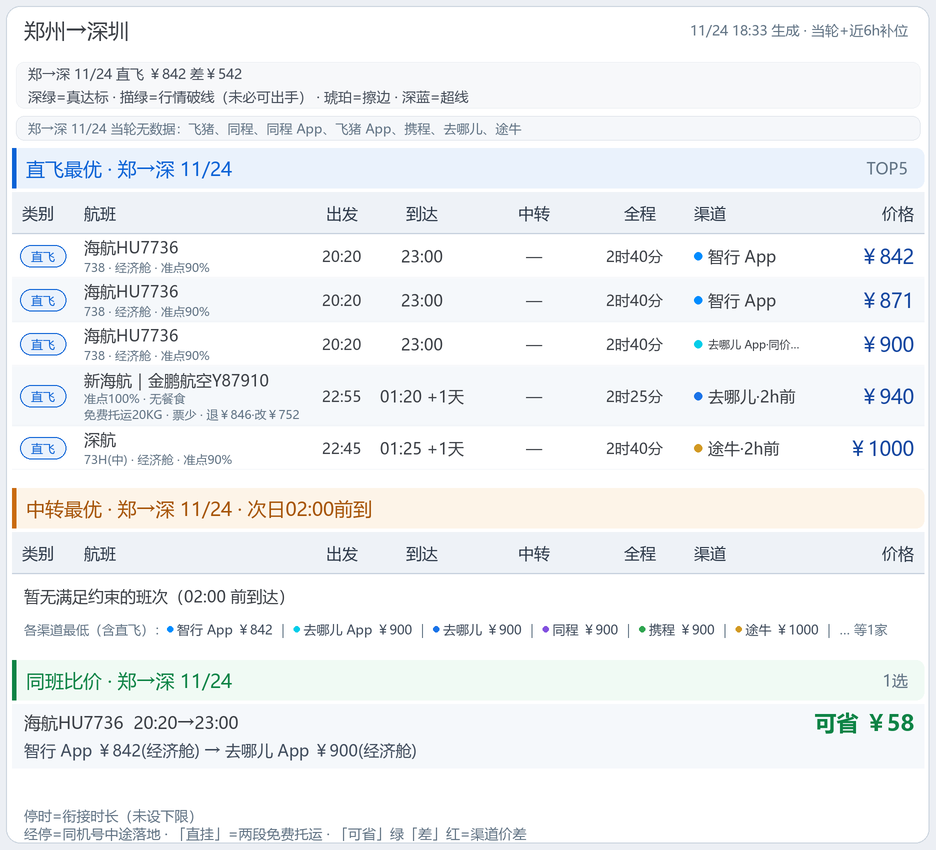 郑州→深圳
11/24 18:33 生成 · 当轮+近6h补位
郑→深 11/24 直飞 ￥842 差￥542
深绿=真达标 · 描绿=行情破线（未必可出手） · 琥珀=擦边 · 深蓝=超线
郑→深 11/24 当轮无数据：飞猪、同程、同程 App、飞猪 App、携程、去哪儿、途牛
直飞最优 · 郑→深 11/24 TOP5
类别 航班 出发 到达 中转 全程 渠道 价格
直飞 海航HU7736 20:20 23:00 — 2时40分 智行 App ￥842
738 · 经济舱 · 准点90%
直飞 海航HU7736 20:20 23:00 — 2时40分 智行 App ￥871
738 · 经济舱 · 准点90%
直飞 海航HU7736 20:20 23:00 — 2时40分 去哪儿 App·同价… ￥900
738 · 经济舱 · 准点90%
直飞 新海航｜金鹏航空Y87910 22:55 01:20 +1天 — 2时25分 去哪儿·2h前 ￥940
准点100% · 无餐食
免费托运20KG · 票少 · 退￥846·改￥752
直飞 深航 22:45 01:25 +1天 — 2时40分 途牛·2h前 ￥1000
73H(中) · 经济舱 · 准点90%
中转最优 · 郑→深 11/24 · 次日02:00前到
类别 航班 出发 到达 中转 全程 渠道 价格
暂无满足约束的班次（02:00 前到达）
各渠道最低（含直飞）: 智行 App ￥842 | 去哪儿 App ￥900 | 去哪儿 ￥900 | 同程 ￥900 | 携程 ￥900 | 途牛 ￥1000 | … 等1家
同班比价 · 郑→深 11/24 1选
海航HU7736 20:20→23:00 可省 ￥58
智行 App ￥842(经济舱) → 去哪儿 App ￥900(经济舱)
停时=衔接时长（未设下限）
经停=同机号中途落地 · 「直挂」=两段免费托运 · 「可省」绿「差」红=渠道价差